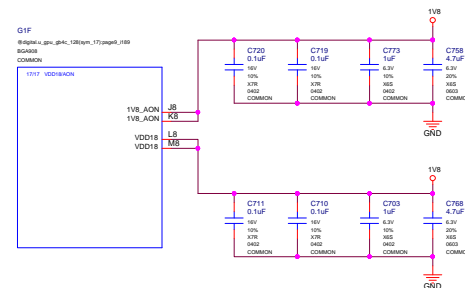 1V8
G1F
@digital.u_gpu_gb4c_128(sym_17):page9_i189
BGA908
COMMON
17/17 VDD18/AON
1V8_AON J8
1V8_AON K8
VDD18 L8
VDD18 M8
C720 C719 C773 C758
0.1uF 0.1uF 1uF 4.7uF
16V 16V 6.3V 6.3V
10% 10% 10% 20%
X7R X7R X6S X6S
0402 0402 0402 0603
COMMON COMMON COMMON COMMON
GND
1V8
C711 C710 C703 C768
0.1uF 0.1uF 1uF 4.7uF
16V 16V 6.3V 6.3V
10% 10% 10% 20%
X7R X7R X6S X6S
0402 0402 0402 0603
COMMON COMMON COMMON COMMO
GND